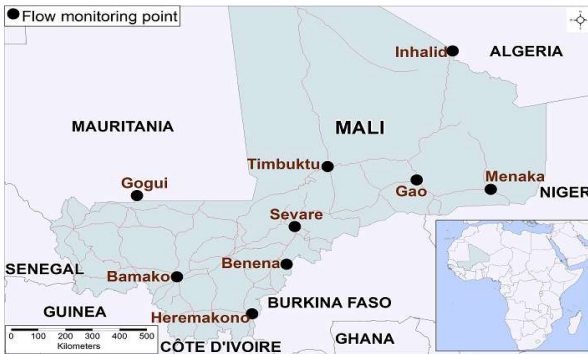 Flow monitoring point
Inhalid
ALGERIA
MAURITANIA
MALI
Timbuktu
Gogui
Gao
Menaka
NIGER
Sevare
SENEGAL
Bamako
Benena
GUINEA
Heremakono
BURKINA FASO
0 100 200 300 400 500
Kilometers
CÔTE D'IVOIRE
GHANA